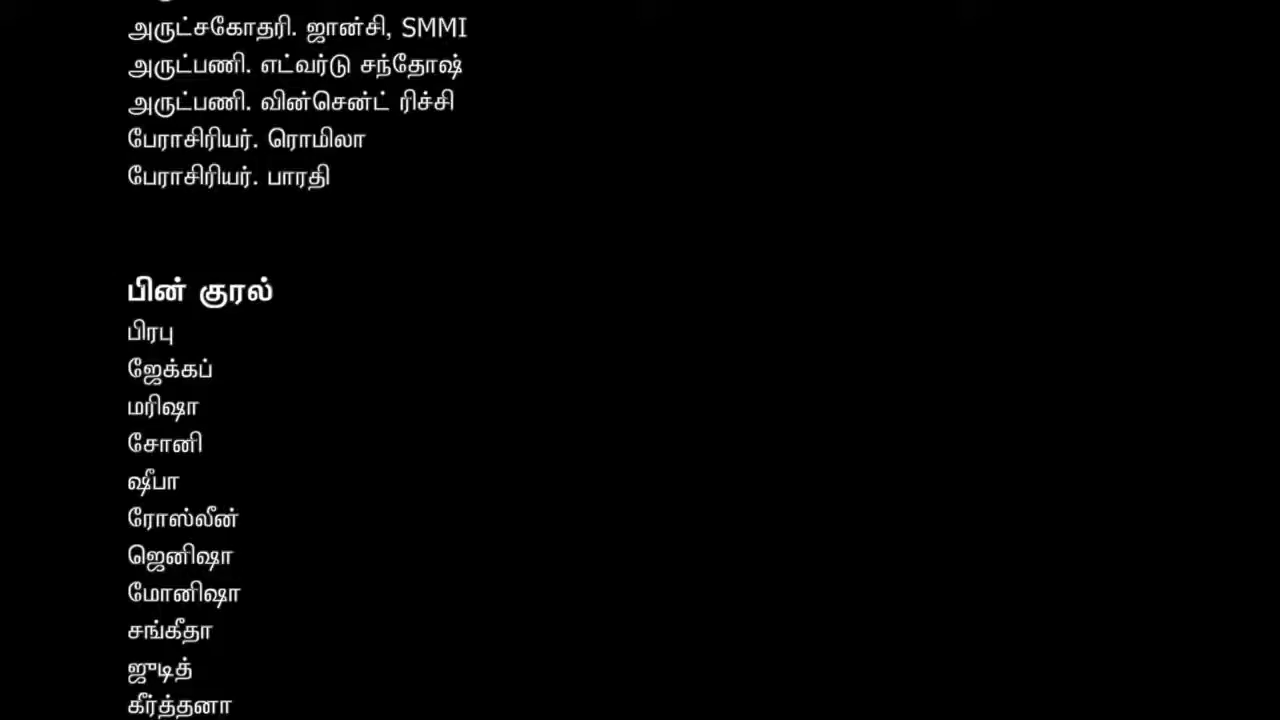 அருட்சகோதரி. ஜான்சி, SMMI
அருட்பணி. எட்வர்டு சந்தோஷ்
அருட்பணி. வின்சென்ட் ரிச்சி
பேராசிரியர். ரொமிலா
பேராசிரியர். பாரதி
பின் குரல்
பிரபு
ஜேக்கப்
மரிஷா
சோனி
ஷீபா
ரோஸ்லீன்
ஜெனிஷா
மோனிஷா
சங்கீதா
ஜுடித்
கீர்த்தனா